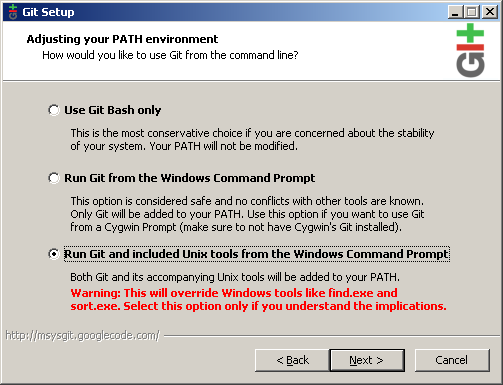 Git Setup
Adjusting your PATH environment
How would you like to use Git from the command line?
Use Git Bash only
This is the most conservative choice if you are concerned about the stability
of your system. Your PATH will not be modified.
Run Git from the Windows Command Prompt
This option is considered safe and no conflicts with other tools are known.
Only Git will be added to your PATH. Use this option if you want to use Git
from a Cygwin Prompt (make sure to not have Cygwin's Git installed).
Run Git and included Unix tools from the Windows Command Prompt
Both Git and its accompanying Unix tools will be added to your PATH.
Warning: This will override Windows tools like find.exe and
sort.exe. Select this option only if you understand the implications.
http://msysgit.googlecode.com/
< Back
Next >
Cancel
git